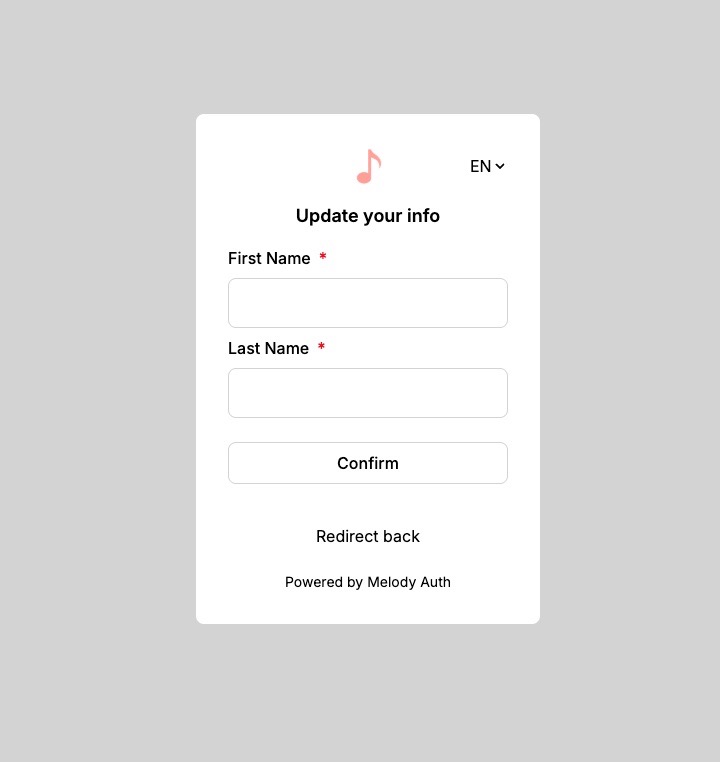 EN
Update your info
First Name *
Last Name *
Confirm
Redirect back
Powered by Melody Auth